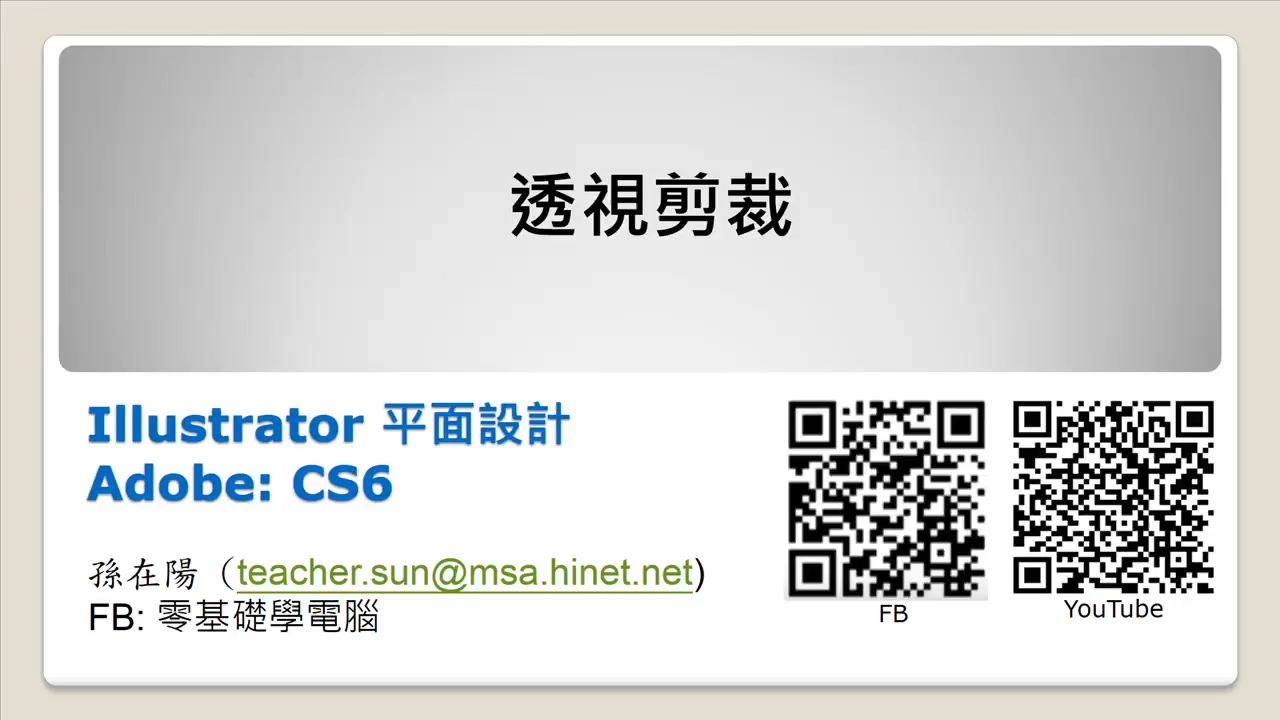 透視剪裁
Illustrator 平面設計
Adobe: CS6
孫在陽（teacher.sun@msa.hinet.net)
FB: 零基礎學電腦
FB
YouTube